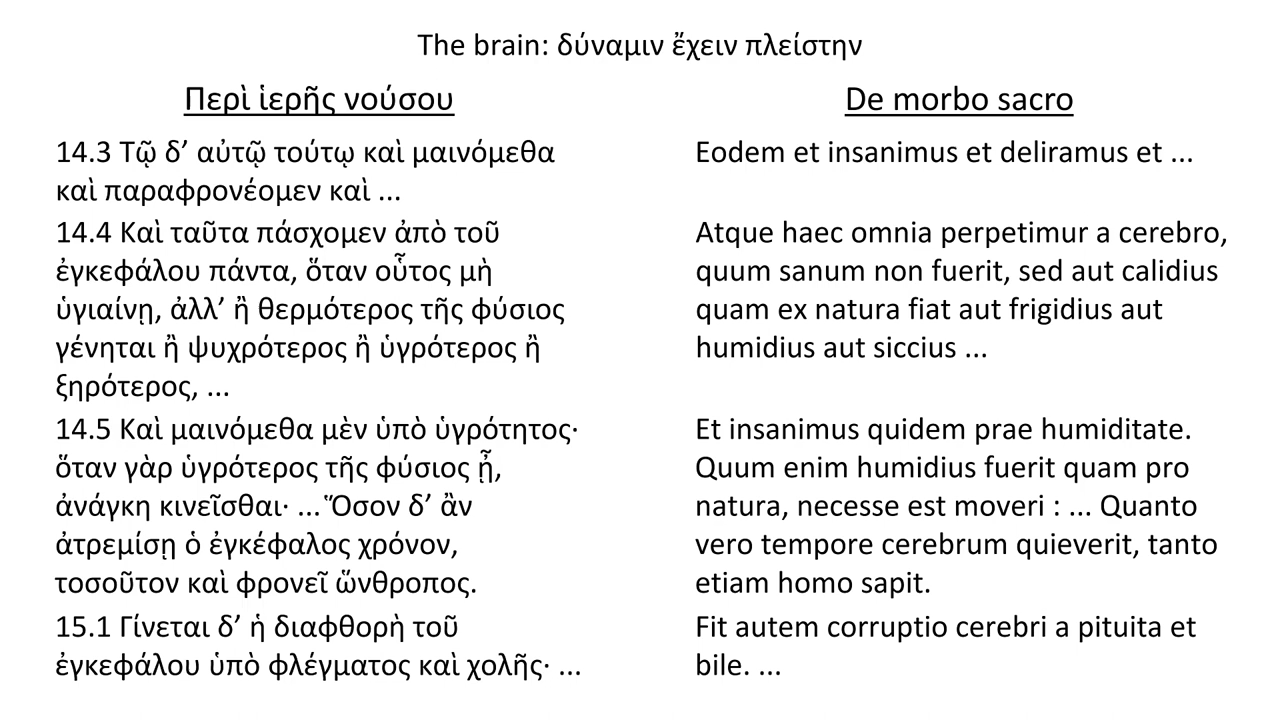 The brain: δύναμιν ἔχειν πλείστην
Περὶ ἱερῆς νούσου
De morbo sacro
14.3 Τῷ δ’ αὐτῷ τούτῳ καὶ μαινόμεθα
καὶ παραφρονέομεν καὶ ...
Eodem et insanimus et deliramus et ...
14.4 Καὶ ταῦτα πάσχομεν ἀπὸ τοῦ
ἐγκεφάλου πάντα, ὅταν οὗτος μὴ
ὑγιαίνῃ, ἀλλ’ ἢ θερμότερος τῆς φύσιος
γένηται ἢ ψυχρότερος ἢ ὑγρότερος ἢ
ξηρότερος, ...
Atque haec omnia perpetimur a cerebro,
quum sanum non fuerit, sed aut calidius
quam ex natura fiat aut frigidius aut
humidius aut siccius ...
14.5 Καὶ μαινόμεθα μὲν ὑπὸ ὑγρότητος·
ὅταν γὰρ ὑγρότερος τῆς φύσιος ᾖ,
ἀνάγκη κινεῖσθαι· ... Ὅσον δ’ ἂν
ἀτρεμίσῃ ὁ ἐγκέφαλος χρόνον,
τοσοῦτον καὶ φρονεῖ ὥνθροπος.
Et insanimus quidem prae humiditate.
Quum enim humidius fuerit quam pro
natura, necesse est moveri : ... Quanto
vero tempore cerebrum quieverit, tanto
etiam homo sapit.
15.1 Γίνεται δ’ ἡ διαφθορὴ τοῦ
ἐγκεφάλου ὑπὸ φλέγματος καὶ χολῆς· ...
Fit autem corruptio cerebri a pituita et
bile. ...